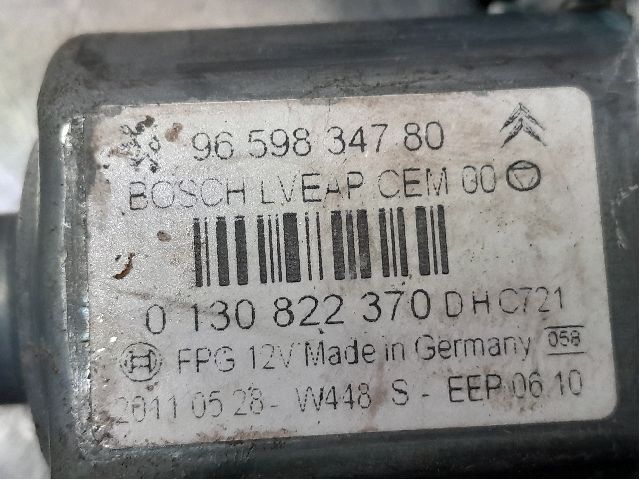 96 598 347 80
BOSCH LVEAP CEM 00
0 130 822 370 D H C721
FPG 12V Made in Germany 058
2011 05 28- W448 S - EEP 06.10